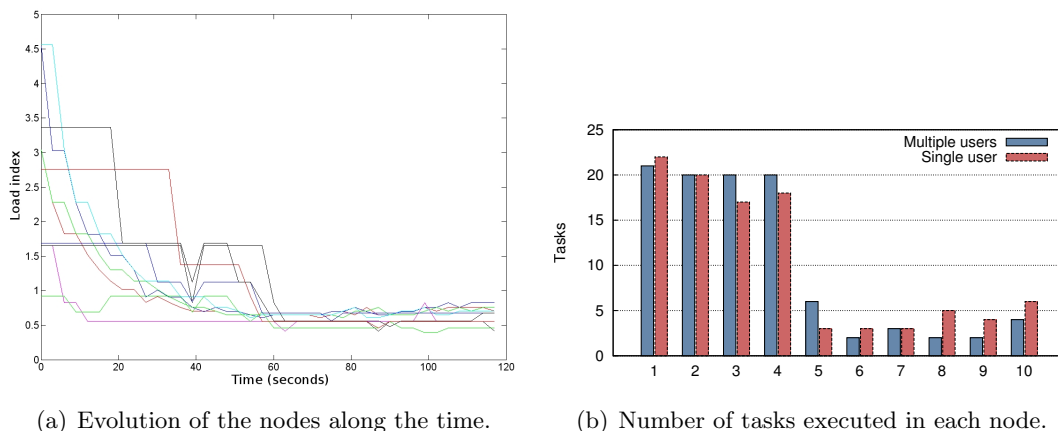 5
4.5
4
3.5
3
2.5
2
1.5
1
0.5
0
Load index
0 20 40 60 80 100 120
Time (seconds)
(a) Evolution of the nodes along the time.
25
20
15
10
5
0
Tasks
Multiple users
Single user
1 2 3 4 5 6 7 8 9 10
(b) Number of tasks executed in each node.